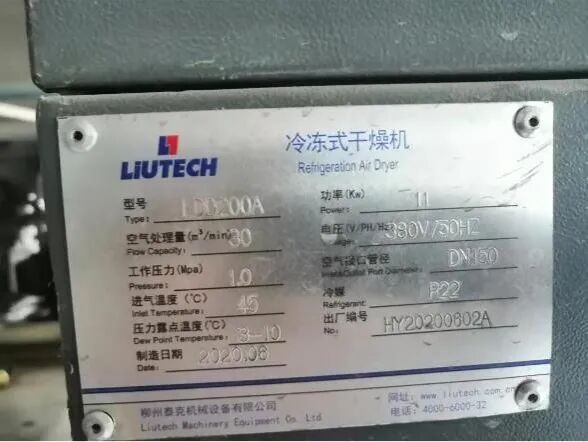 LIUTECH
冷冻式干燥机
Refrigeration Air Dryer
型号
Type: LDD200A
空气处理量(m³/min)
Flow Capacity: 30
工作压力(Mpa)
Pressure: 1.0
进气温度(℃)
Inlet Temperature: 45
压力露点温度(℃)
Dew Point Temperature: 3-10
制造日期
Date: 2020.06
功率(Kw)
Power: 11
电压(V/PH/Hz)
380V/50HZ
空气接口管径
Diameter: DN150
冷媒
Refrigerant: R22
出厂编号
No: HY20200602A
柳州泰克机械设备有限公司
Liutech Machinery Equipment Co. Ltd
网址: www.liutech.com.cn
电话: 4000-6000-32